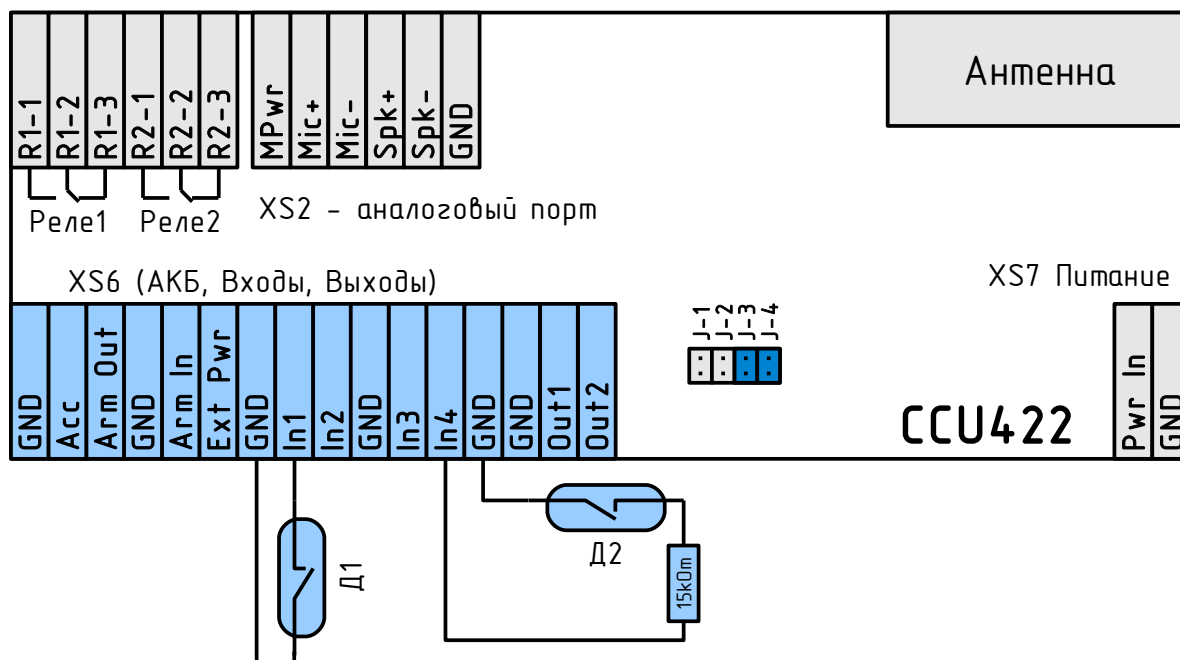 R1-1
R1-2
R1-3
R2-1
R2-2
R2-3
MPwr
Mic+
Mic-
Spk+
Spk-
GND
Антенна
Реле1
Реле2
XS2 - аналоговый порт
XS6 (АКБ, Входы, Выходы)
XS7 Питание
GND
Acc
Arm Out
GND
Arm In
Ext Pwr
GND
In1
In2
GND
In3
In4
GND
GND
Out1
Out2
J-1
J-2
J-3
J-4
CCU422
Pwr In
GND
Д1
Д2
15kOm